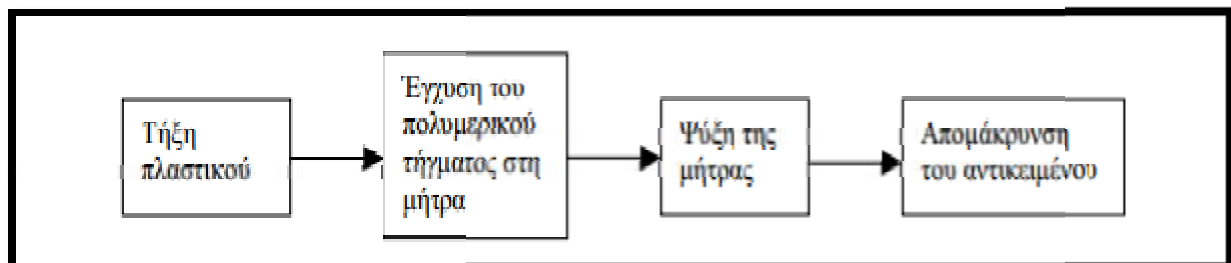 Τήξη
πλαστικού
Έγχυση του
πολυμερικού
τήγματος στη
μήτρα
Ψύξη της
μήτρας
Απομάκρυνση
του αντικειμένου